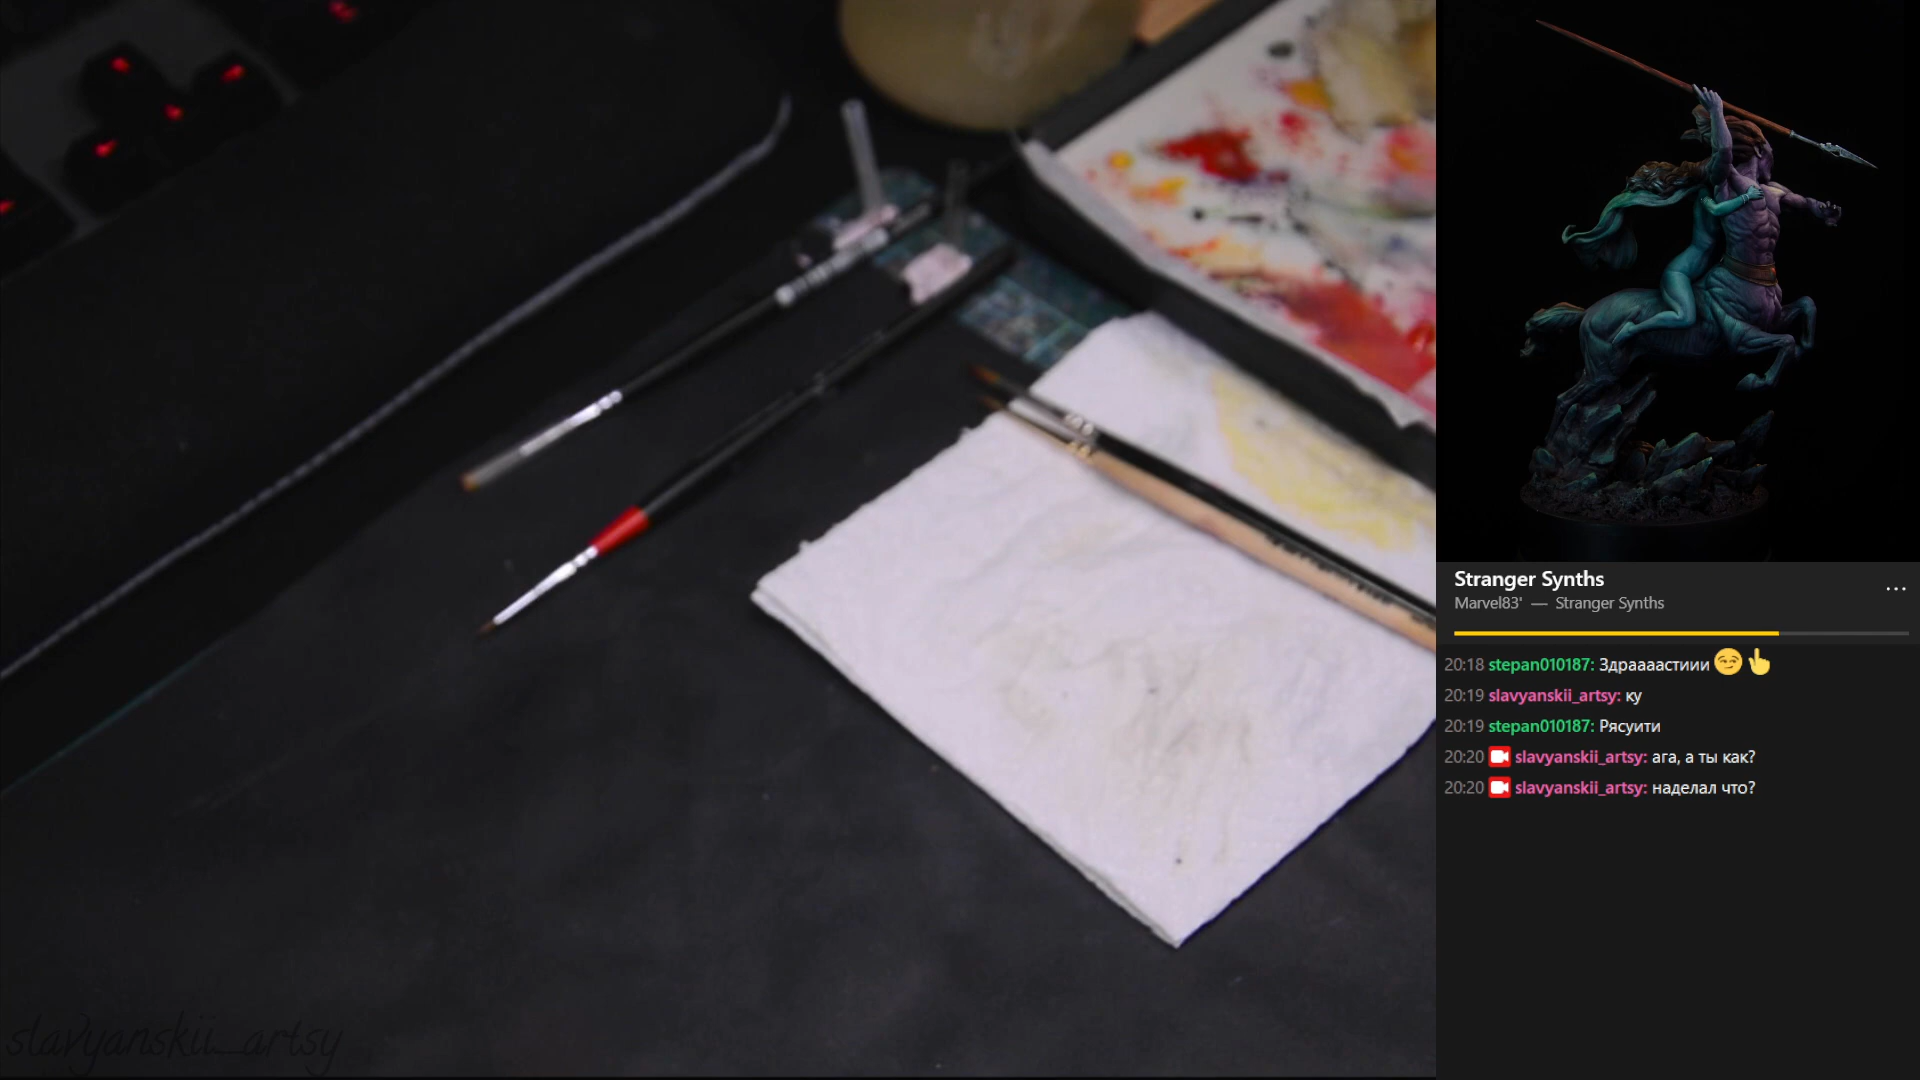 Stranger Synths
Marvel83' — Stranger Synths
20:18 stepan010187: Здраааастиии 😏👆
20:19 slavyanskii_artsy: ку
20:19 stepan010187: Рясуити
20:20 slavyanskii_artsy: ага, а ты как?
20:20 slavyanskii_artsy: наделал что?
slavyanskii_artsy